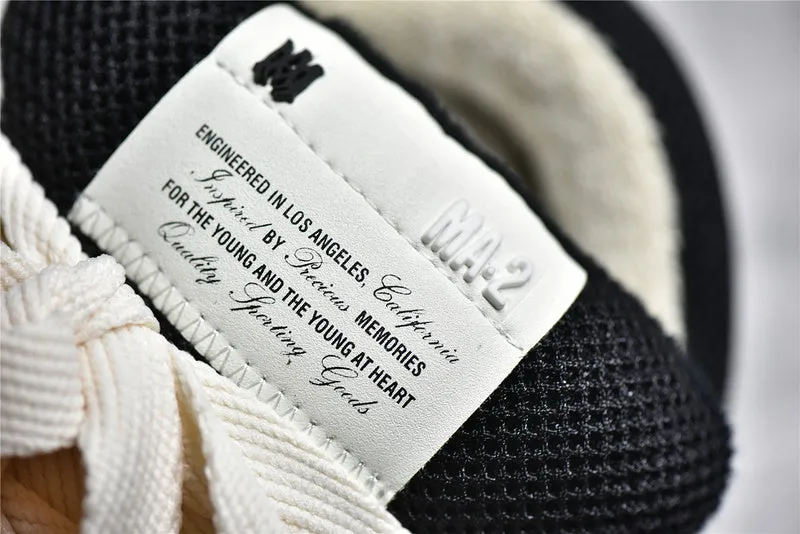 MA-2
ENGINEERED IN LOS ANGELES, California
Inspired BY Precious MEMORIES
FOR THE YOUNG AND THE YOUNG AT HEART
Quality Sporting Goods